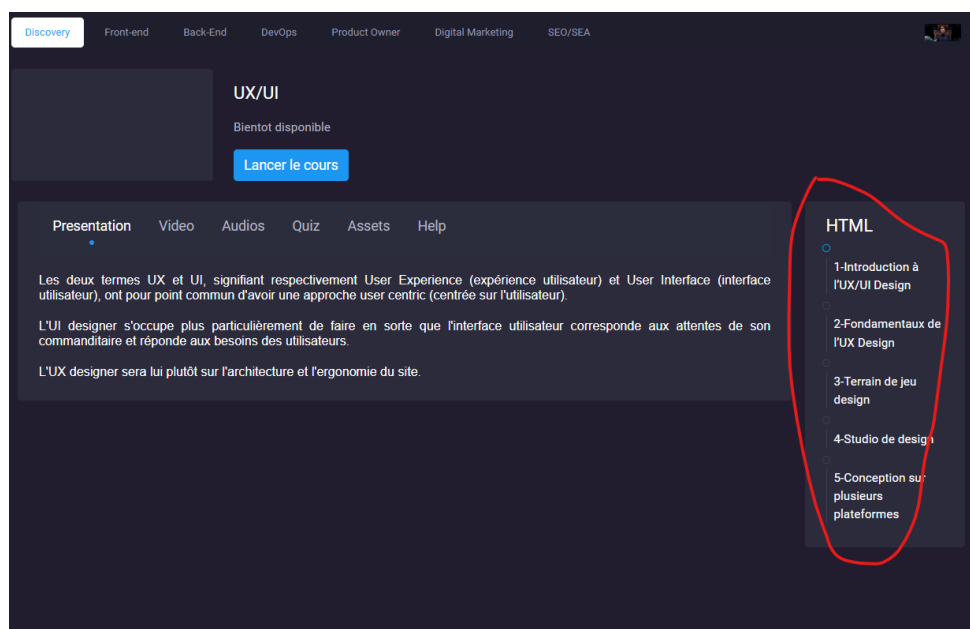 Discovery Front-end Back-End DevOps Product Owner Digital Marketing SEO/SEA
UX/UI
Bientot disponible
Lancer le cours
Presentation Video Audios Quiz Assets Help
Les deux termes UX et UI, signifiant respectivement User Experience (expérience utilisateur) et User Interface (interface
utilisateur), ont pour point commun d'avoir une approche user centric (centrée sur l'utilisateur).
L'UI designer s'occupe plus particulièrement de faire en sorte que l'interface utilisateur corresponde aux attentes de son
commanditaire et réponde aux besoins des utilisateurs.
L'UX designer sera lui plutôt sur l'architecture et l'ergonomie du site.
HTML
1-Introduction à
l'UX/UI Design
2-Fondamentaux de
l'UX Design
3-Terrain de jeu
design
4-Studio de design
5-Conception sur
plusieurs
plateformes